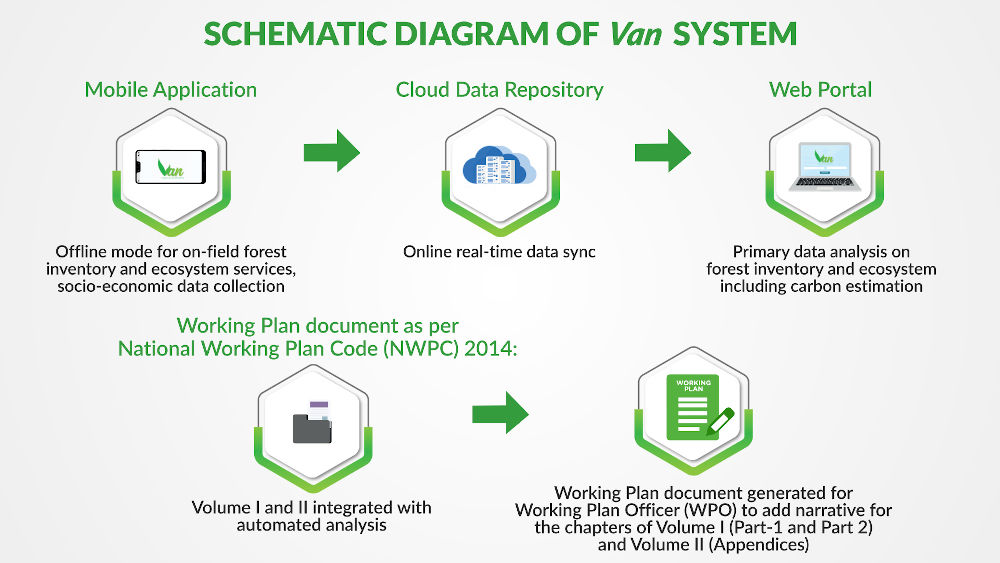 SCHEMATIC DIAGRAM OF Van SYSTEM
Mobile Application
Cloud Data Repository
Web Portal
Van
Van
Offline mode for on-field forest
inventory and ecosystem services,
socio-economic data collection
Online real-time data sync
Primary data analysis on
forest inventory and ecosystem
including carbon estimation
Working Plan document as per
National Working Plan Code (NWPC) 2014:
WORKING
PLAN
Volume I and II integrated with
automated analysis
Working Plan document generated for
Working Plan Officer (WPO) to add narrative for
the chapters of Volume I (Part-1 and Part 2)
and Volume II (Appendices)